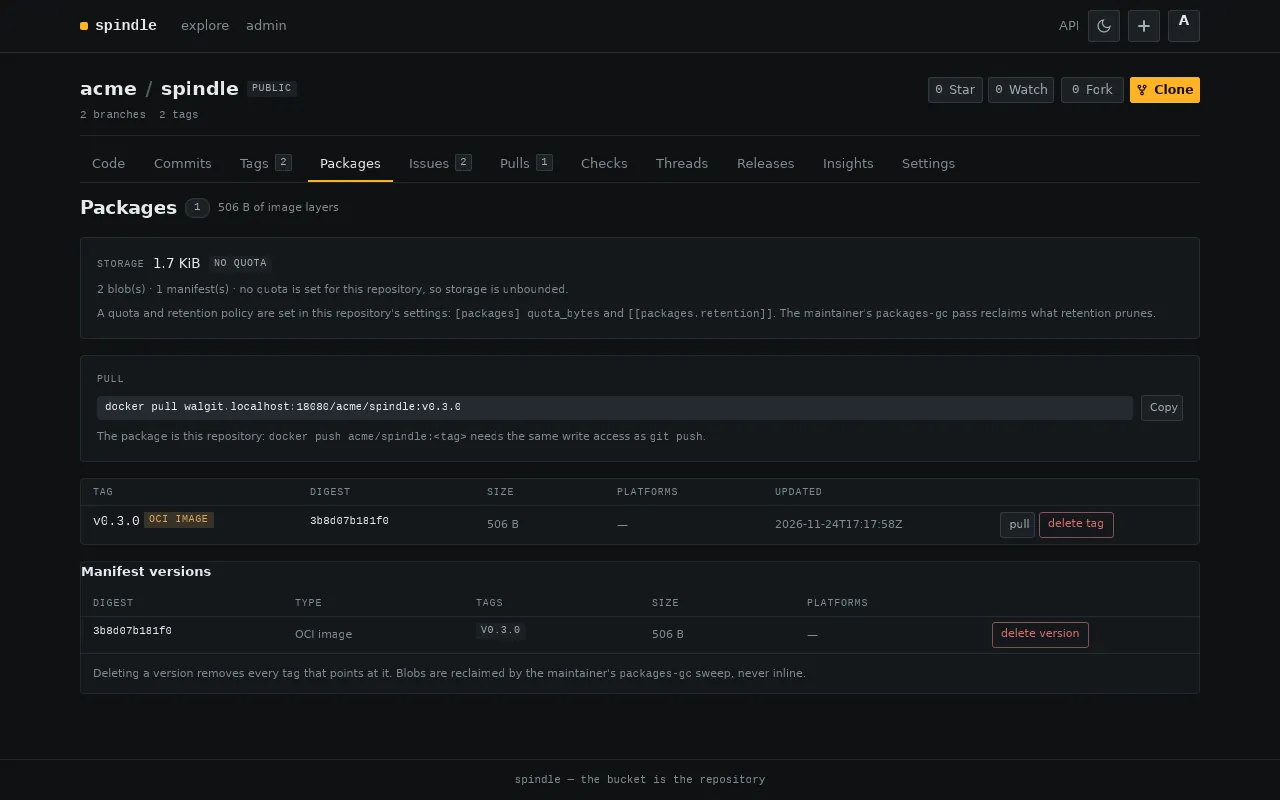 spindle explore admin API + A
acme / spindle PUBLIC
0 Star 0 Watch 0 Fork Clone
2 branches 2 tags
Code Commits Tags 2 Packages Issues 2 Pulls 1 Checks Threads Releases Insights Settings
Packages 1 506 B of image layers
STORAGE 1.7 KiB NO QUOTA
2 blob(s) · 1 manifest(s) · no quota is set for this repository, so storage is unbounded.
A quota and retention policy are set in this repository's settings: [packages] quota_bytes and [[packages.retention]]. The maintainer's packages-gc pass reclaims what retention prunes.
PULL
docker pull walgit.localhost:18080/acme/spindle:v0.3.0 Copy
The package is this repository: docker push acme/spindle:<tag> needs the same write access as git push.
TAG DIGEST SIZE PLATFORMS UPDATED
v0.3.0 OCI IMAGE 3b8d07b181f0 506 B — 2026-11-24T17:17:58Z pull delete tag
Manifest versions
DIGEST TYPE TAGS SIZE PLATFORMS
3b8d07b181f0 OCI image V0.3.0 506 B — delete version
Deleting a version removes every tag that points at it. Blobs are reclaimed by the maintainer's packages-gc sweep, never inline.
spindle — the bucket is the repository